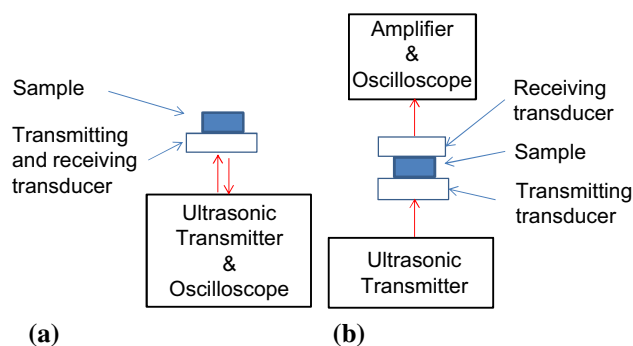 Sample
Transmitting
and receiving
transducer
Ultrasonic
Transmitter
&
Oscilloscope
(a)
Amplifier
&
Oscilloscope
Receiving
transducer
Sample
Transmitting
transducer
Ultrasonic
Transmitter
(b)